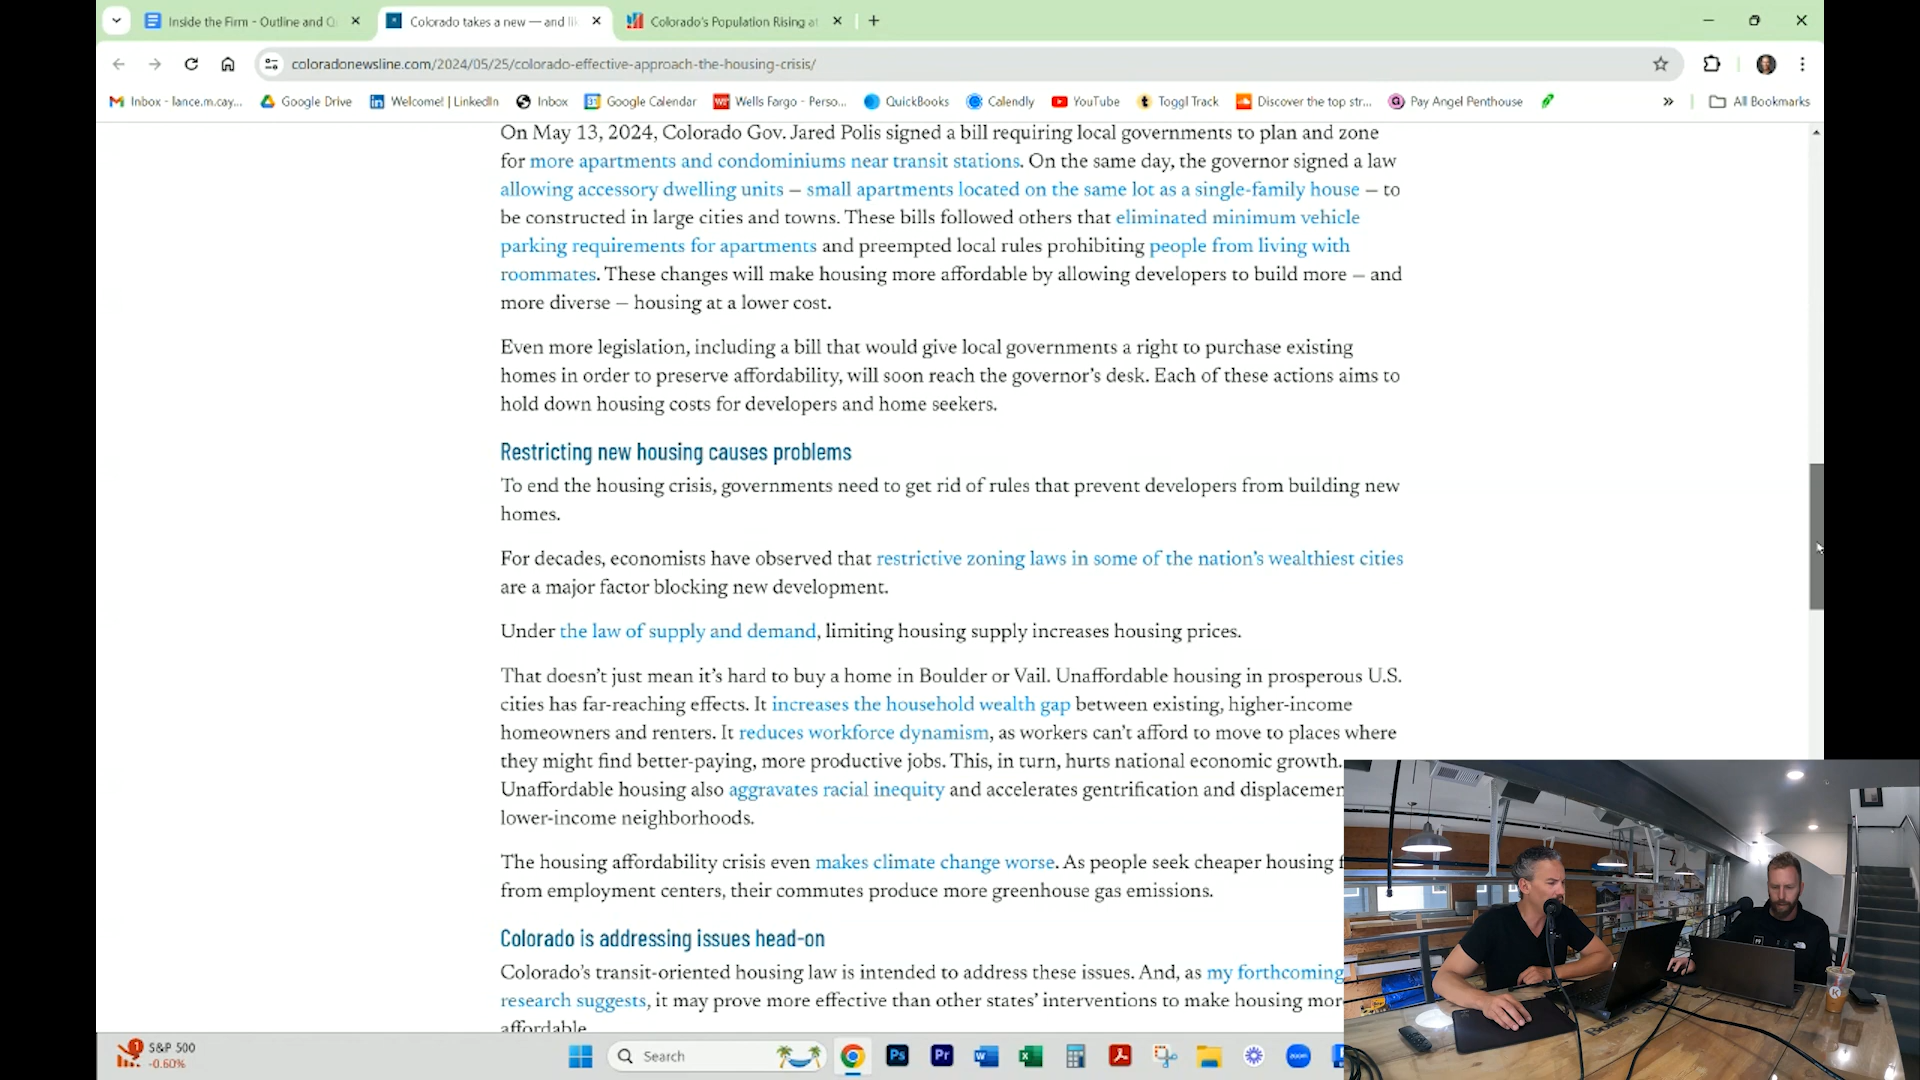 Inside the Firm - Outline and Q
Colorado takes a new — and li
Colorado's Population Rising at
coloradonewsline.com/2024/05/25/colorado-effective-approach-the-housing-crisis/
Inbox - lance.m.cay...
Google Drive
Welcome! | LinkedIn
Inbox
Google Calendar
Wells Fargo - Perso...
QuickBooks
Calendly
YouTube
Toggl Track
Discover the top str...
Pay Angel Penthouse
»
All Bookmarks
On May 13, 2024, Colorado Gov. Jared Polis signed a bill requiring local governments to plan and zone
for more apartments and condominiums near transit stations. On the same day, the governor signed a law
allowing accessory dwelling units — small apartments located on the same lot as a single-family house — to
be constructed in large cities and towns. These bills followed others that eliminated minimum vehicle
parking requirements for apartments and preempted local rules prohibiting people from living with
roommates. These changes will make housing more affordable by allowing developers to build more — and
more diverse — housing at a lower cost.
Even more legislation, including a bill that would give local governments a right to purchase existing
homes in order to preserve affordability, will soon reach the governor's desk. Each of these actions aims to
hold down housing costs for developers and home seekers.
Restricting new housing causes problems
To end the housing crisis, governments need to get rid of rules that prevent developers from building new
homes.
For decades, economists have observed that restrictive zoning laws in some of the nation's wealthiest cities
are a major factor blocking new development.
Under the law of supply and demand, limiting housing supply increases housing prices.
That doesn't just mean it's hard to buy a home in Boulder or Vail. Unaffordable housing in prosperous U.S.
cities has far-reaching effects. It increases the household wealth gap between existing, higher-income
homeowners and renters. It reduces workforce dynamism, as workers can't afford to move to places where
they might find better-paying, more productive jobs. This, in turn, hurts national economic growth.
Unaffordable housing also aggravates racial inequity and accelerates gentrification and displacemen
lower-income neighborhoods.
The housing affordability crisis even makes climate change worse. As people seek cheaper housing f
from employment centers, their commutes produce more greenhouse gas emissions.
Colorado is addressing issues head-on
Colorado's transit-oriented housing law is intended to address these issues. And, as my forthcoming
research suggests, it may prove more effective than other states' interventions to make housing mor
affordable
1
S&P 500
-0.60%
Search
Ps
Pr
zoom